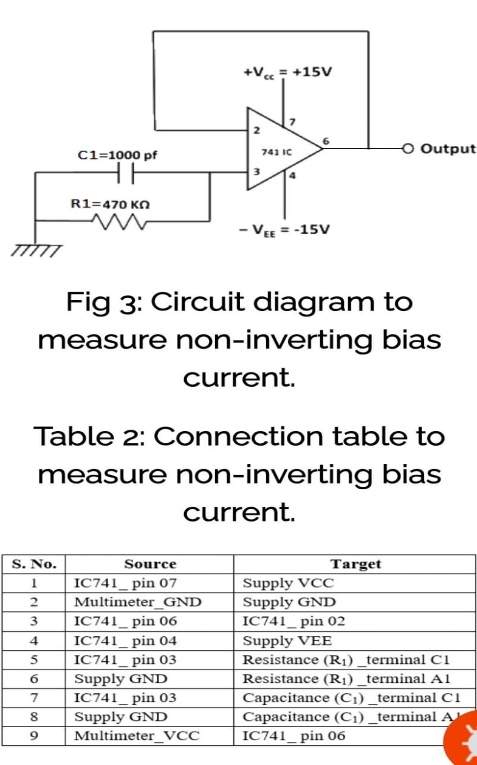 +Vcc = +15V
7
2
6
741 IC
Output
C1=1000 pf
3
4
R1=470 KΩ
– VEE = -15V
Fig 3: Circuit diagram to
measure non-inverting bias
current.
Table 2: Connection table to
measure non-inverting bias
current.
S. No. Source Target
1 IC741_ pin 07 Supply VCC
2 Multimeter_GND Supply GND
3 IC741_ pin 06 IC741_ pin 02
4 IC741_ pin 04 Supply VEE
5 IC741_ pin 03 Resistance (R₁) _terminal C1
6 Supply GND Resistance (R₁) _terminal A1
7 IC741_ pin 03 Capacitance (C₁) _terminal C1
8 Supply GND Capacitance (C₁) _terminal A1
9 Multimeter_VCC IC741_ pin 06